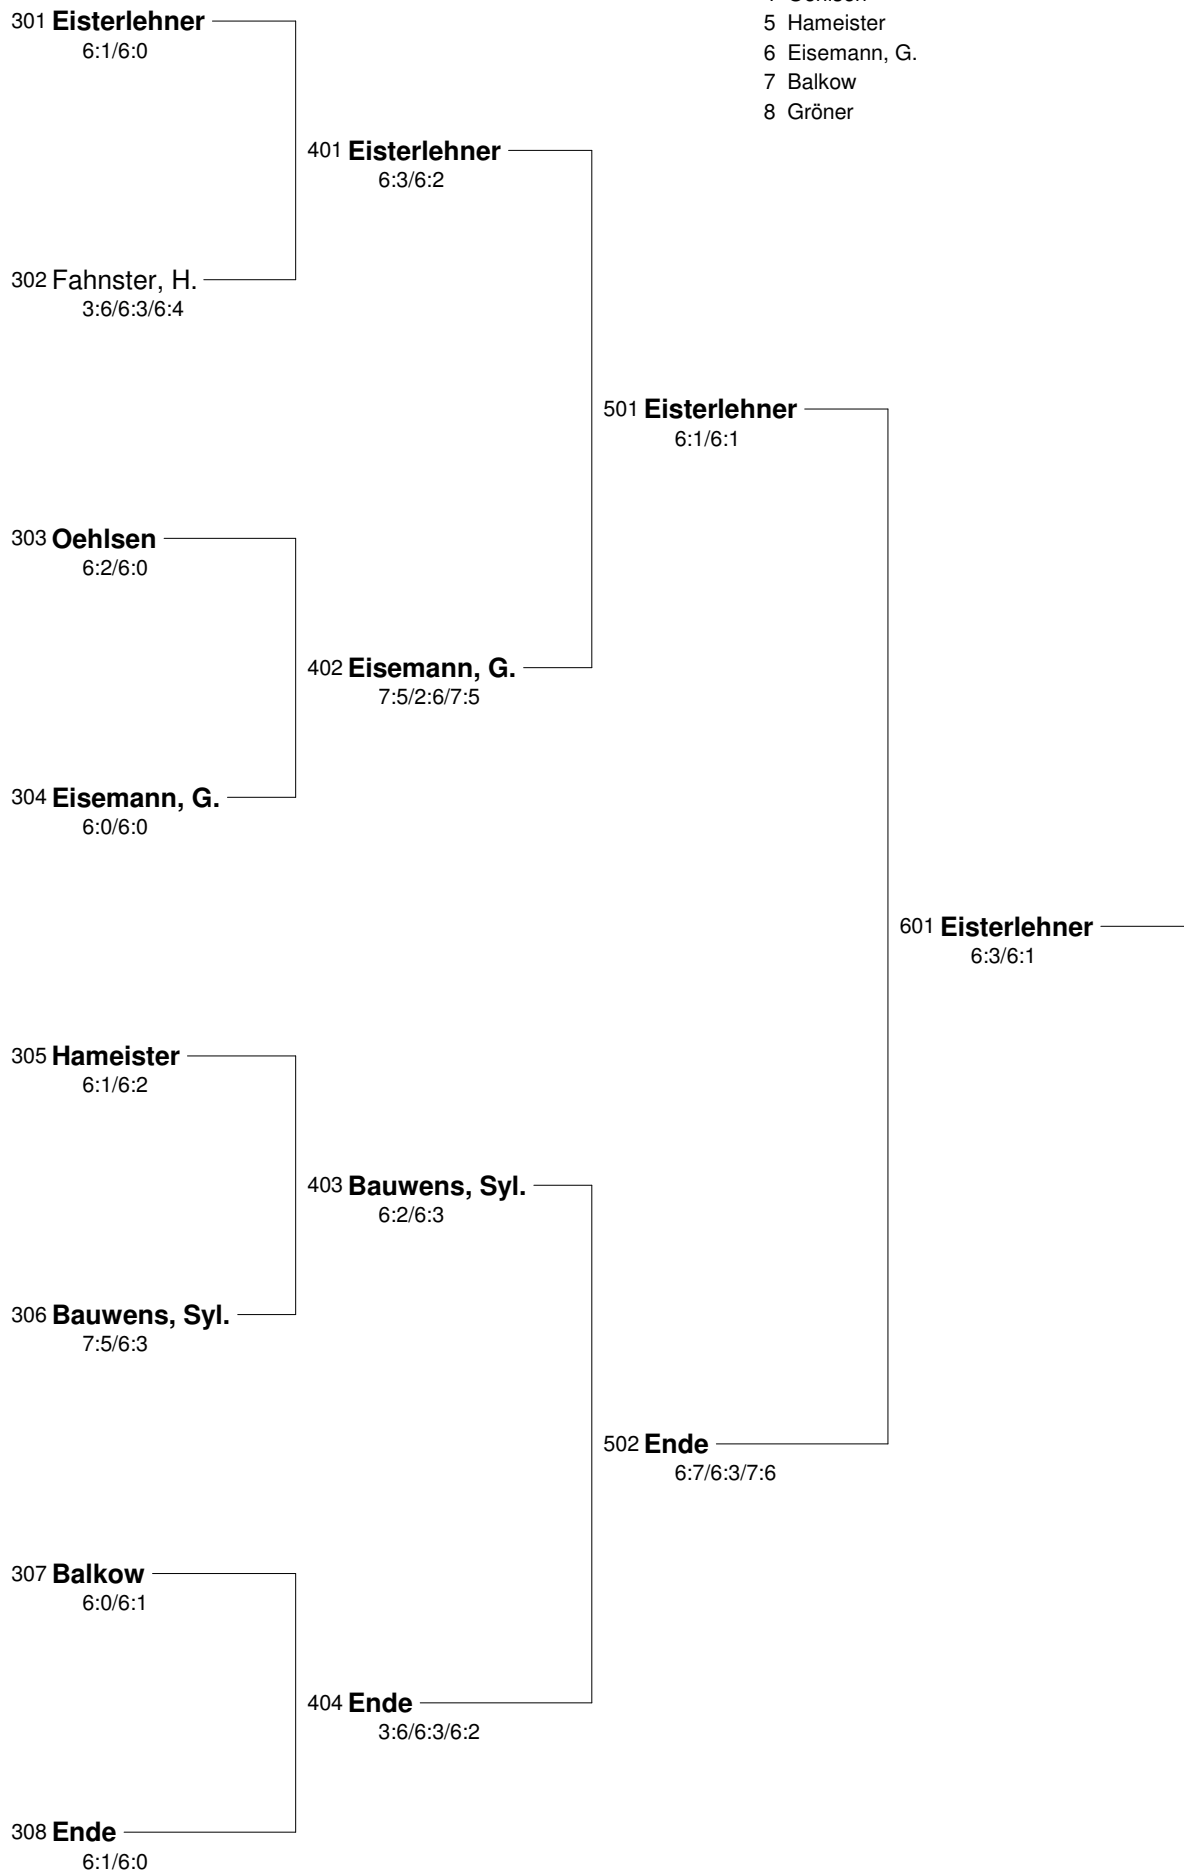 301 Eisterlehner
6:1/6:0
5 Hameister
6 Eisemann, G.
7 Balkow
8 Gröner
401 Eisterlehner
6:3/6:2
302 Fahnster, H.
3:6/6:3/6:4
501 Eisterlehner
6:1/6:1
303 Oehlsen
6:2/6:0
402 Eisemann, G.
7:5/2:6/7:5
304 Eisemann, G.
6:0/6:0
601 Eisterlehner
6:3/6:1
305 Hameister
6:1/6:2
403 Bauwens, Syl.
6:2/6:3
306 Bauwens, Syl.
7:5/6:3
502 Ende
6:7/6:3/7:6
307 Balkow
6:0/6:1
404 Ende
3:6/6:3/6:2
308 Ende
6:1/6:0